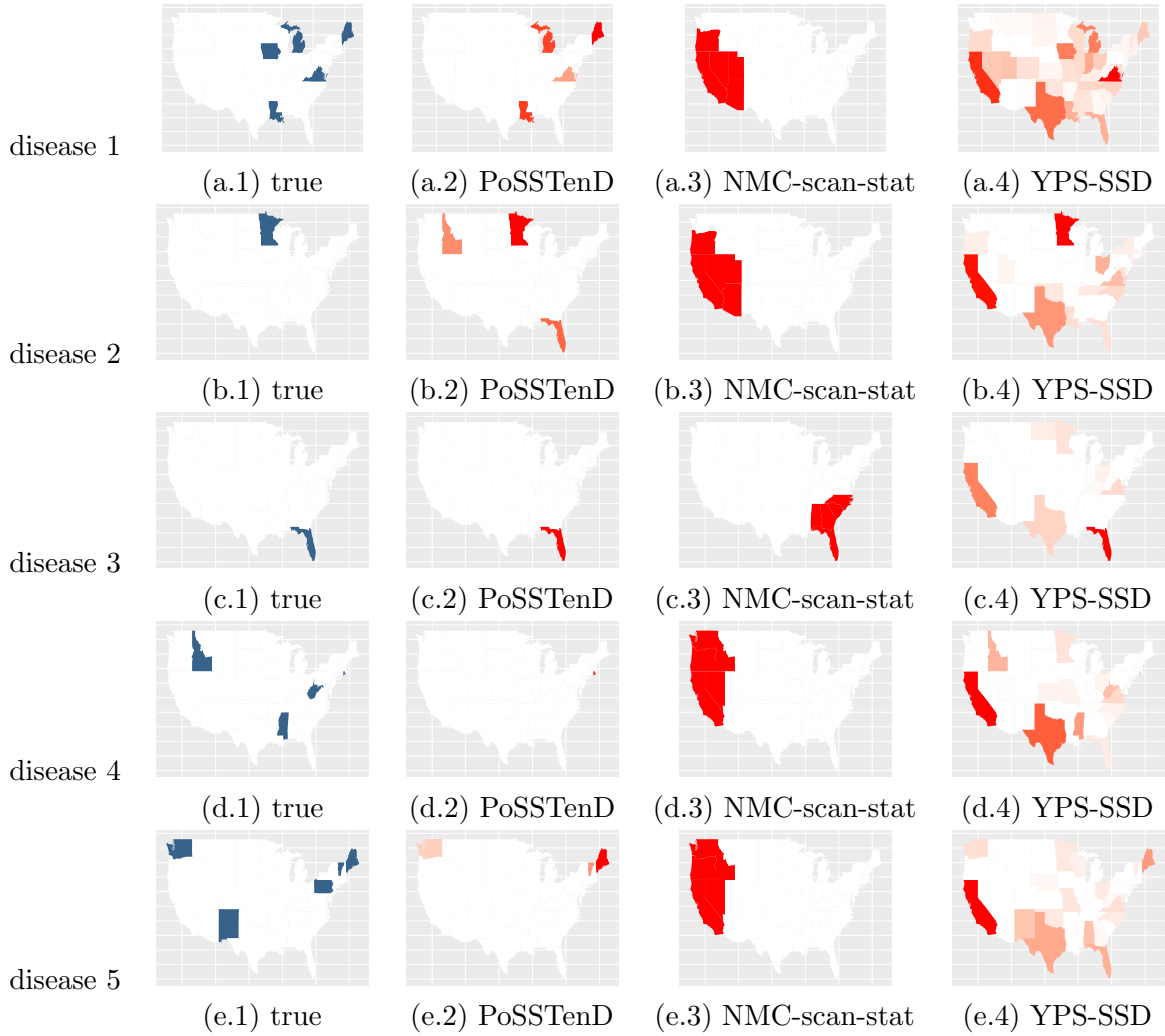 disease 1
(a.1) true (a.2) PoSSTenD (a.3) NMC-scan-stat (a.4) YPS-SSD
disease 2
(b.1) true (b.2) PoSSTenD (b.3) NMC-scan-stat (b.4) YPS-SSD
disease 3
(c.1) true (c.2) PoSSTenD (c.3) NMC-scan-stat (c.4) YPS-SSD
disease 4
(d.1) true (d.2) PoSSTenD (d.3) NMC-scan-stat (d.4) YPS-SSD
disease 5
(e.1) true (e.2) PoSSTenD (e.3) NMC-scan-stat (e.4) YPS-SSD